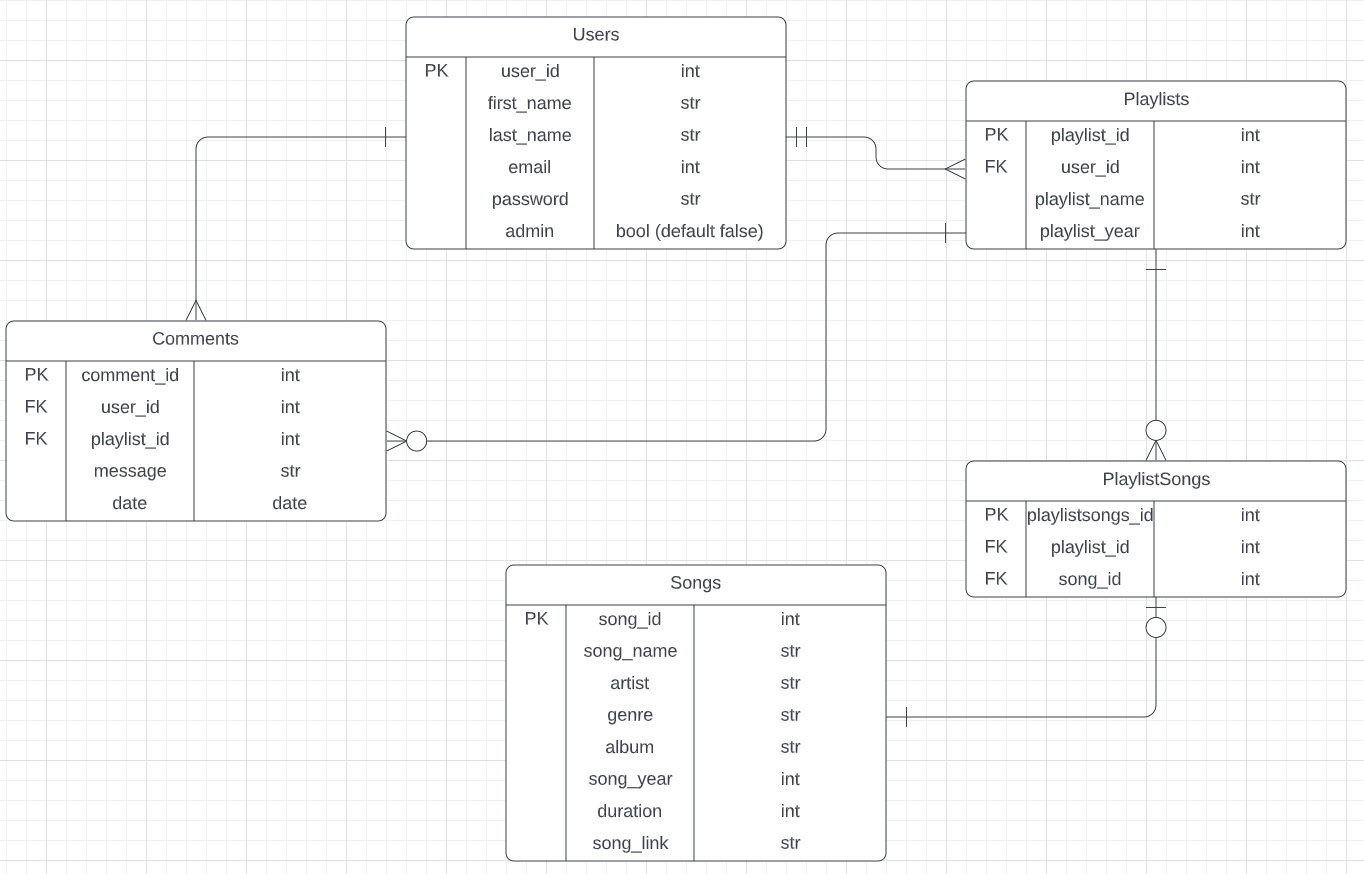 Users
PK user_id int
first_name str
last_name str
email int
password str
admin bool (default false)
Playlists
PK playlist_id int
FK user_id int
playlist_name str
playlist_year int
Comments
PK comment_id int
FK user_id int
FK playlist_id int
message str
date date
PlaylistSongs
PK playlistsongs_id int
FK playlist_id int
FK song_id int
Songs
PK song_id int
song_name str
artist str
genre str
album str
song_year int
duration int
song_link str